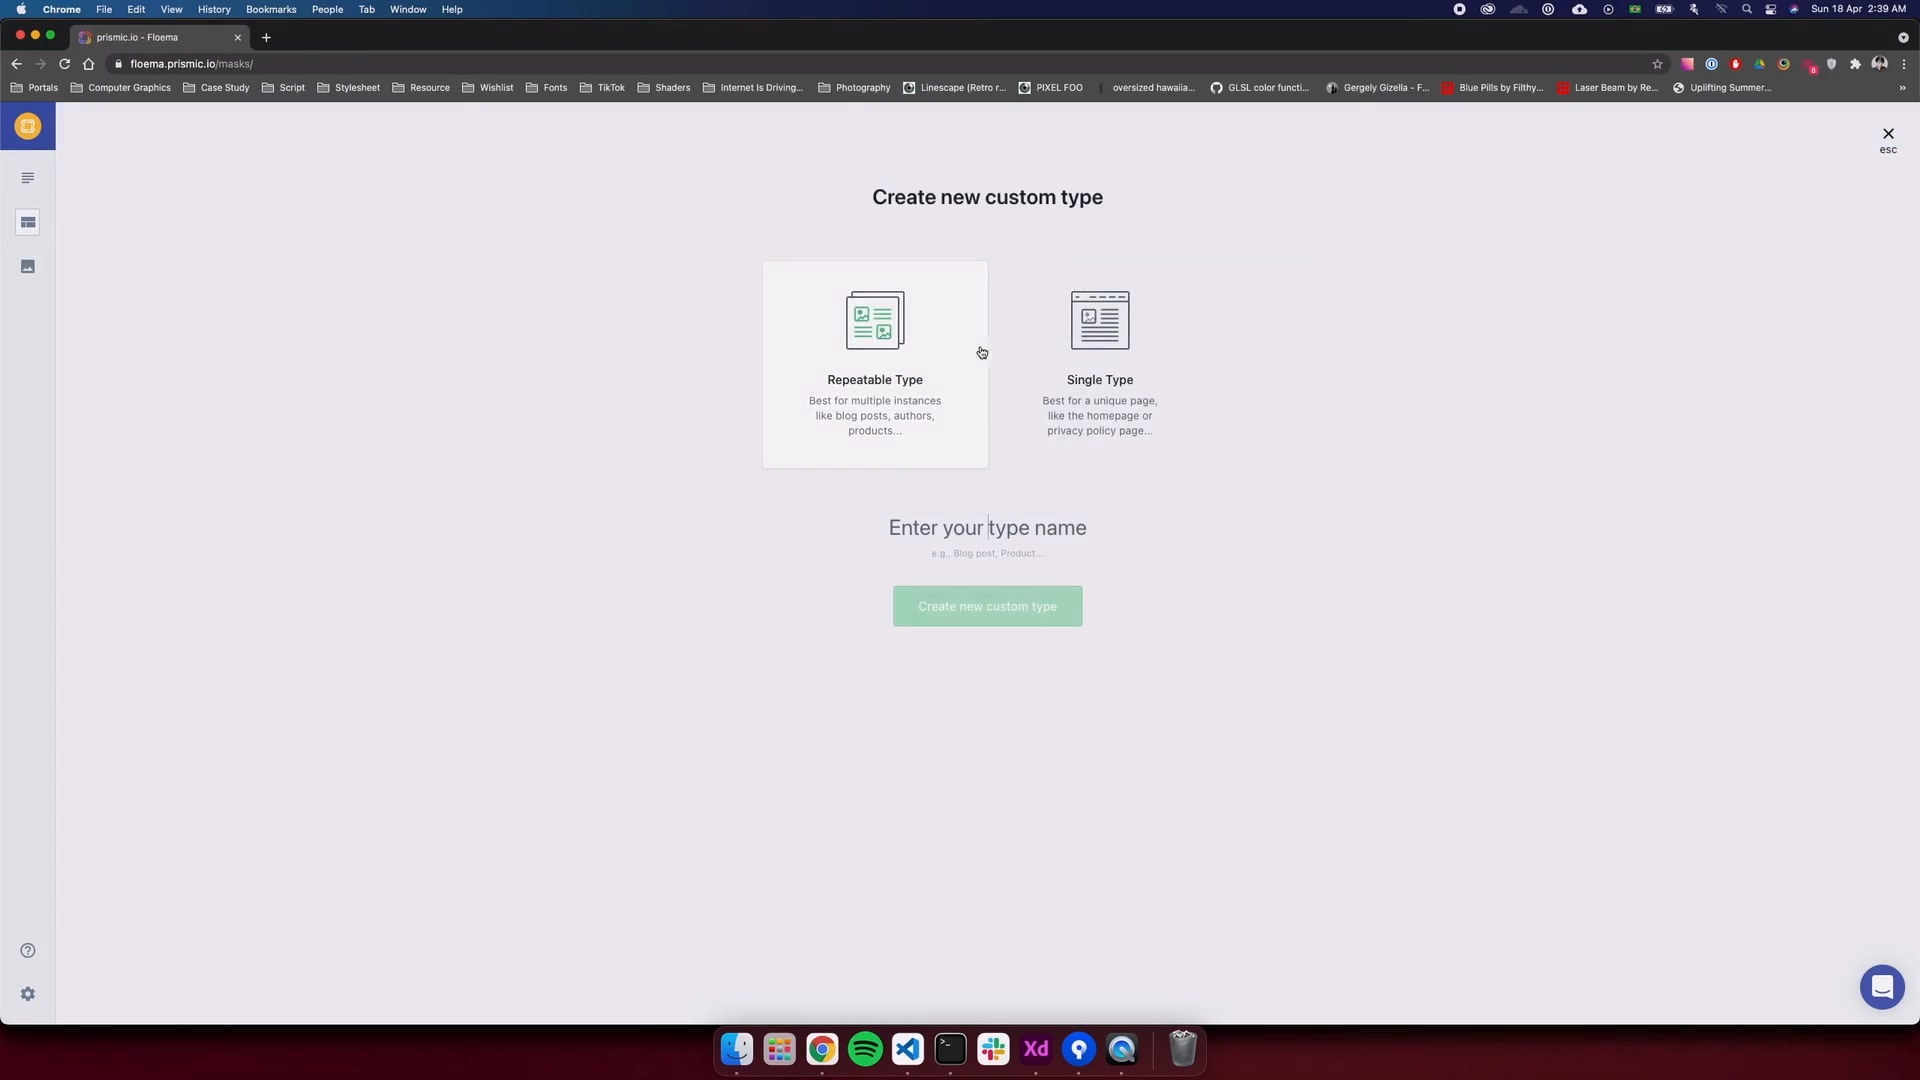 Chrome File Edit View History Bookmarks People Tab Window Help
Sun 18 Apr 2:39 AM
prismic.io - Floema
floema.prismic.io/masks/
8
Portals Computer Graphics Case Study Script Stylesheet Resource Wishlist Fonts TikTok Shaders Internet Is Driving... Photography Linescape (Retro r... PIXEL FOO oversized hawaiia... GLSL color functi... Gergely Gizella - F... Blue Pills by Filthy... Laser Beam by Re... Uplifting Summer... »
esc
Create new custom type
Repeatable Type
Best for multiple instances
like blog posts, authors,
products...
Single Type
Best for a unique page,
like the homepage or
privacy policy page...
Enter your type name
e.g., Blog post, Product...
Create new custom type
Xd